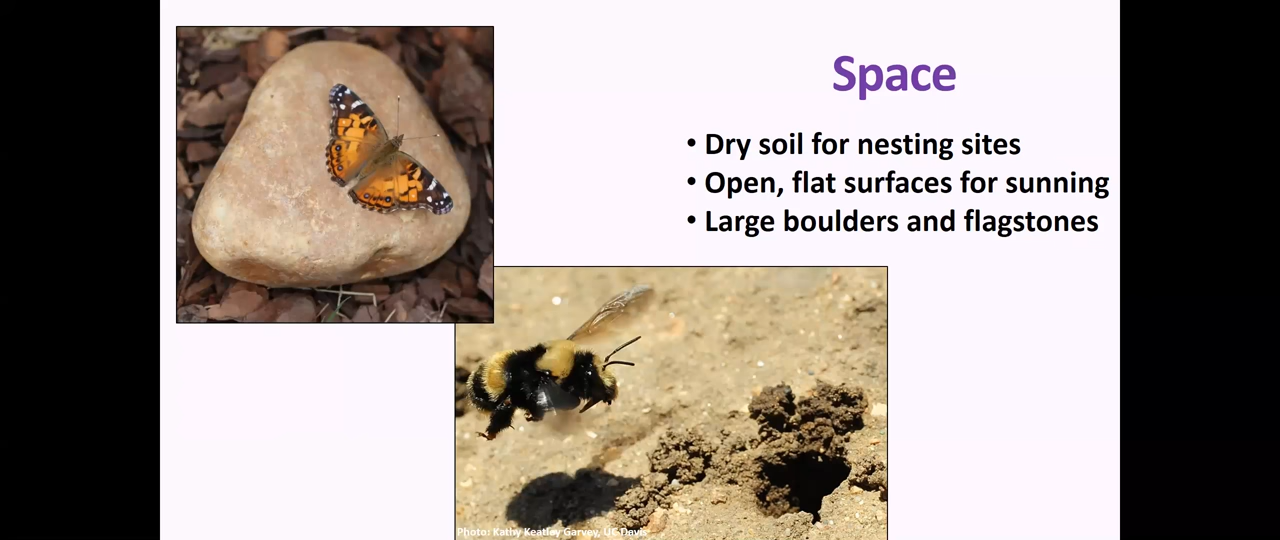 Space
• Dry soil for nesting sites
• Open, flat surfaces for sunning
• Large boulders and flagstones
Photo: Kathy Keatley Garvey, UC Davis